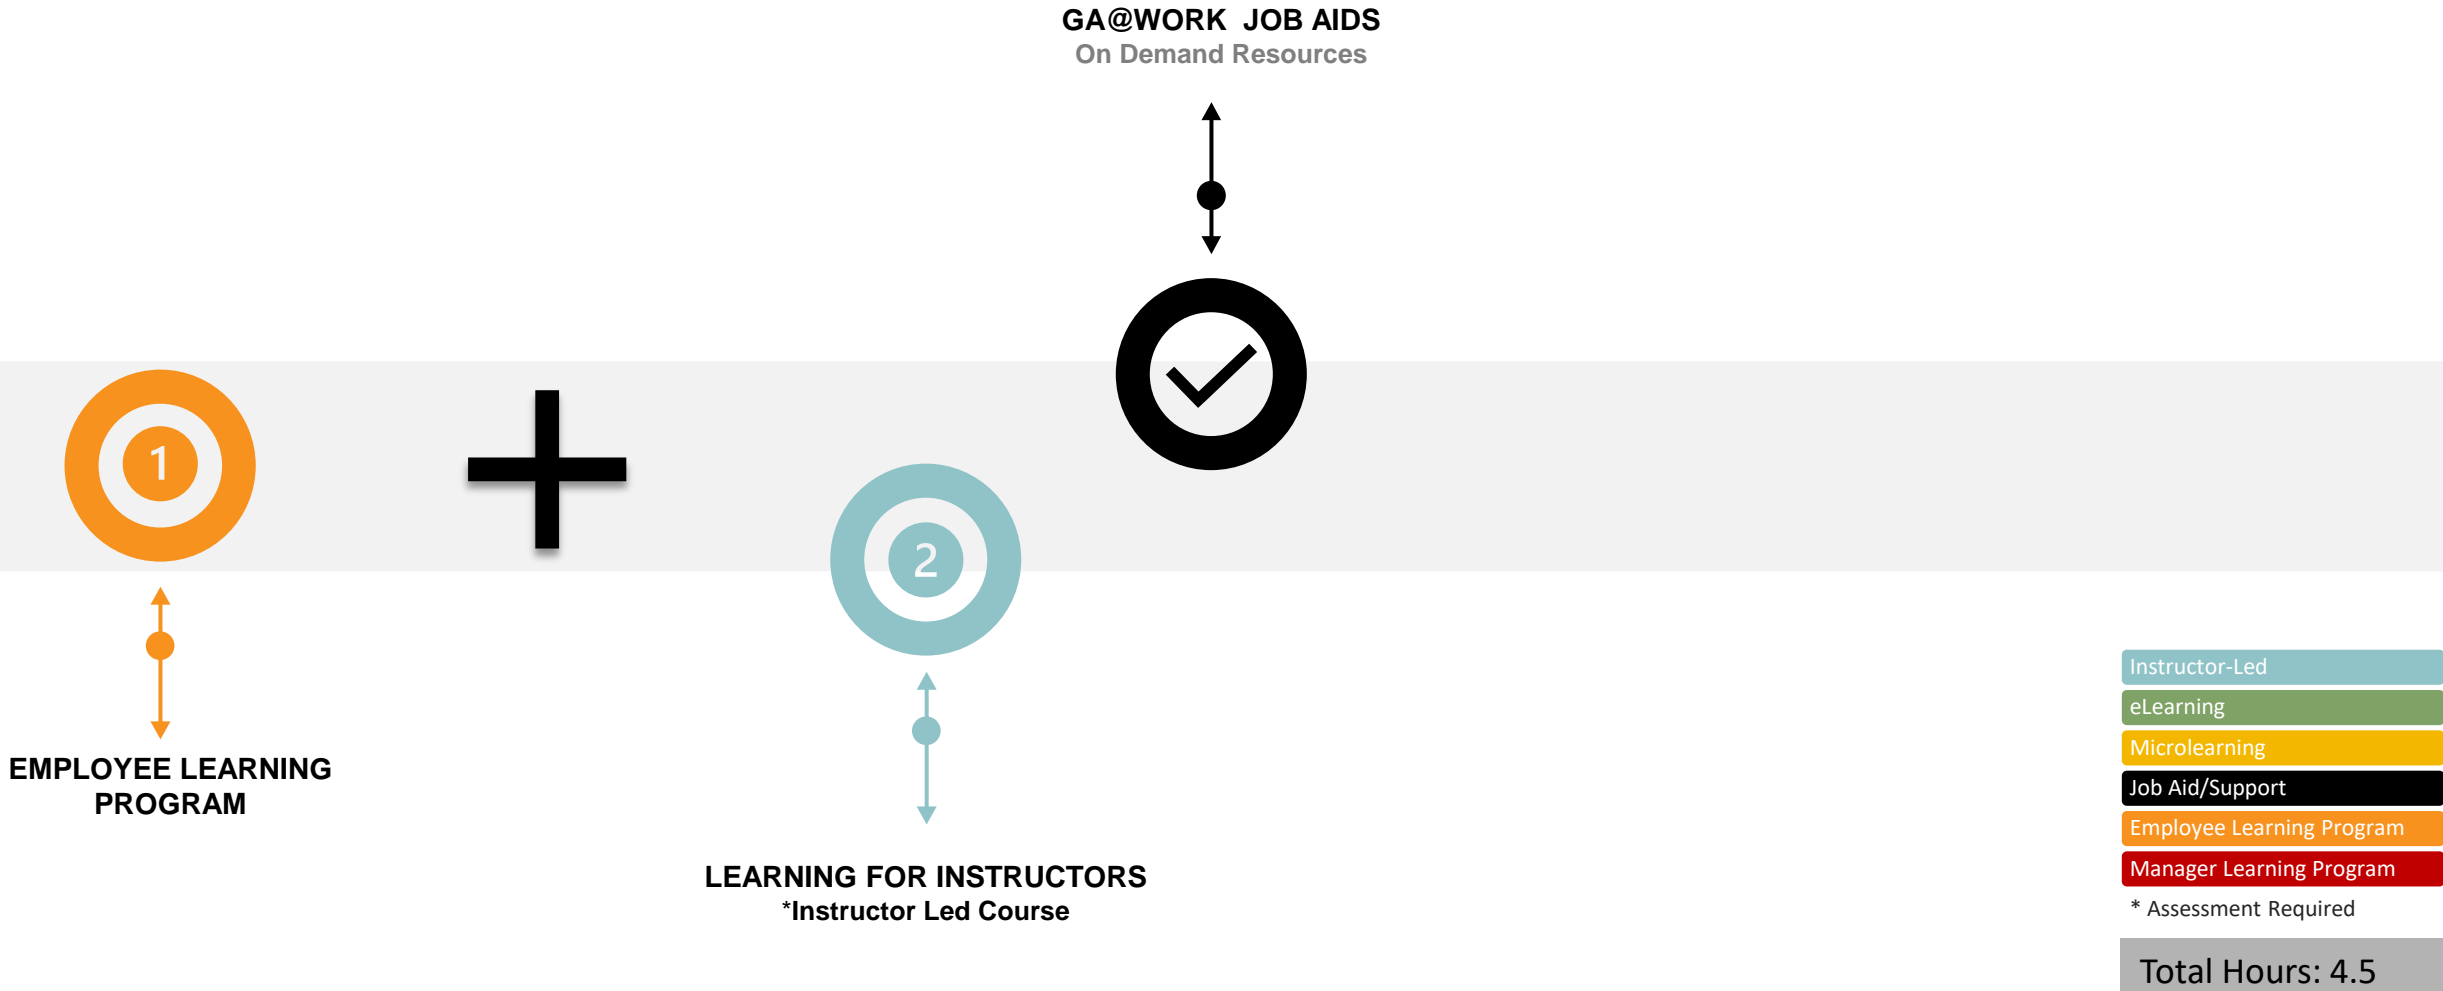 GA@WORK JOB AIDS
On Demand Resources
1
2
EMPLOYEE LEARNING
PROGRAM
LEARNING FOR INSTRUCTORS
*Instructor Led Course
Instructor-Led
eLearning
Microlearning
Job Aid/Support
Employee Learning Program
Manager Learning Program
* Assessment Required
Total Hours: 4.5